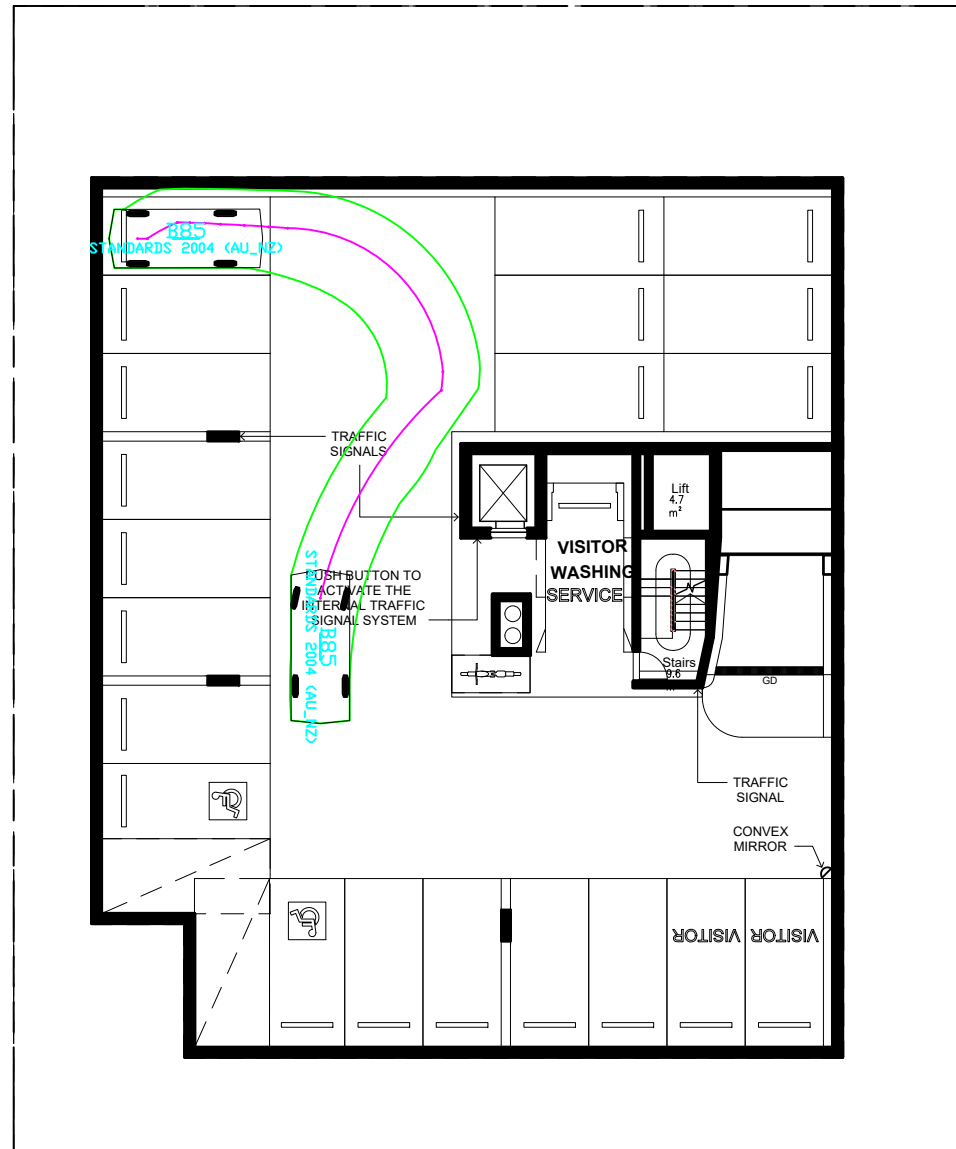 B85
STANDARDS 2004 (AU_NZ)
TRAFFIC
SIGNALS
Lift
4.7
m²
VISITOR
WASHING
SERVICE
PUSH BUTTON TO
ACTIVATE THE
INTERNAL TRAFFIC
SIGNAL SYSTEM
B85
STANDARDS 2004 (AU_NZ)
Stairs
9.6
GD
TRAFFIC
SIGNAL
CONVEX
MIRROR
VISITOR
VISITOR